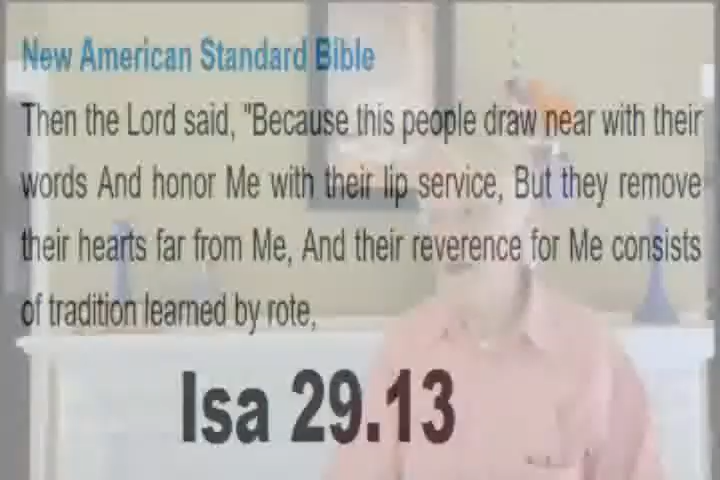 New American Standard Bible
Then the Lord said, "Because this people draw near with their
words And honor Me with their lip service, But they remove
their hearts far from Me, And their reverence for Me consists
of tradition learned by rote,
Isa 29.13